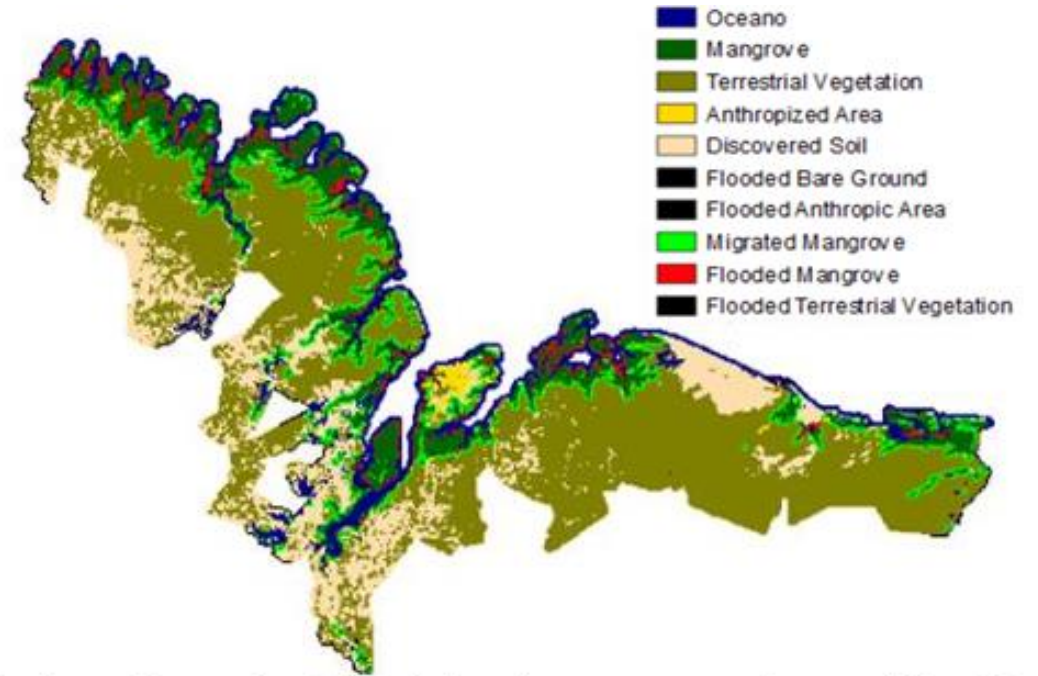 Oceano
Mangrove
Terrestrial Vegetation
Anthropized Area
Discovered Soil
Flooded Bare Ground
Flooded Anthropic Area
Migrated Mangrove
Flooded Mangrove
Flooded Terrestrial Vegetation